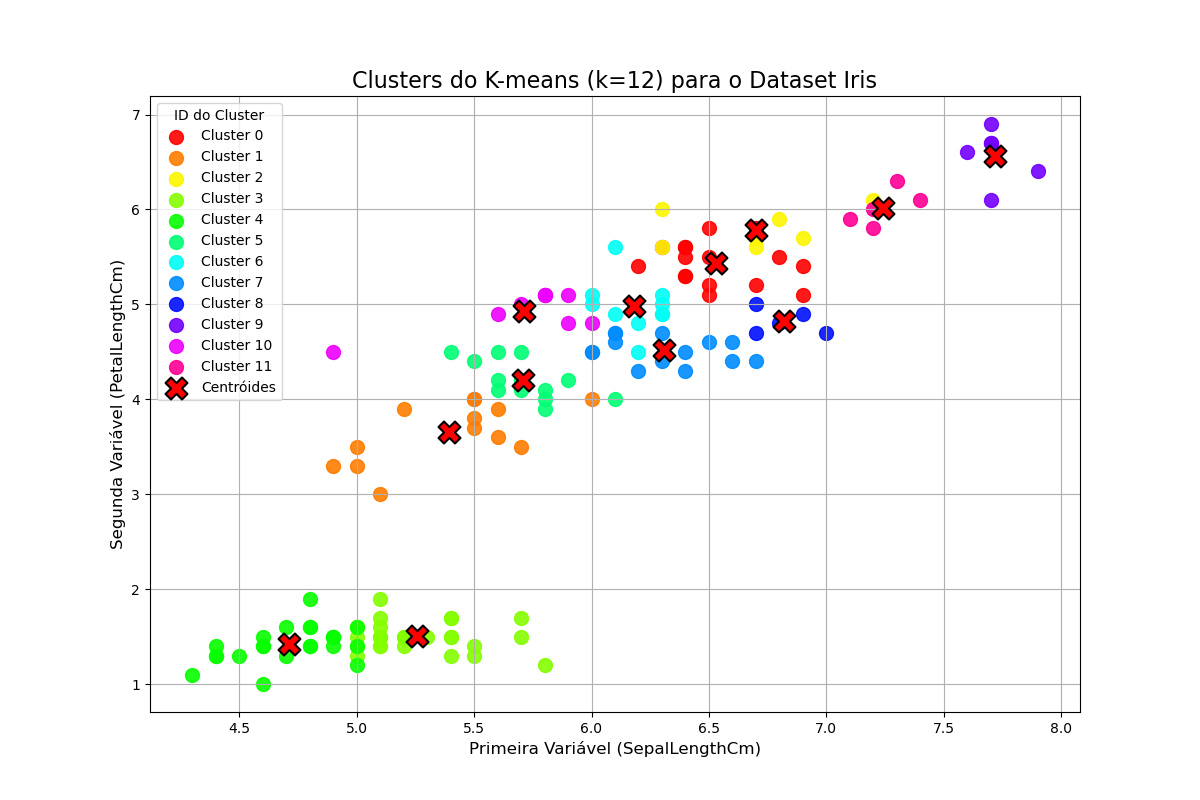 Clusters do K-means (k=12) para o Dataset Iris
ID do Cluster
Cluster 0
Cluster 1
Cluster 2
Cluster 3
Cluster 4
Cluster 5
Cluster 6
Cluster 7
Cluster 8
Cluster 9
Cluster 10
Cluster 11
Centróides
Segunda Variável (PetalLengthCm)
7
6
5
4
3
2
1
4.5 5.0 5.5 6.0 6.5 7.0 7.5 8.0
Primeira Variável (SepalLengthCm)